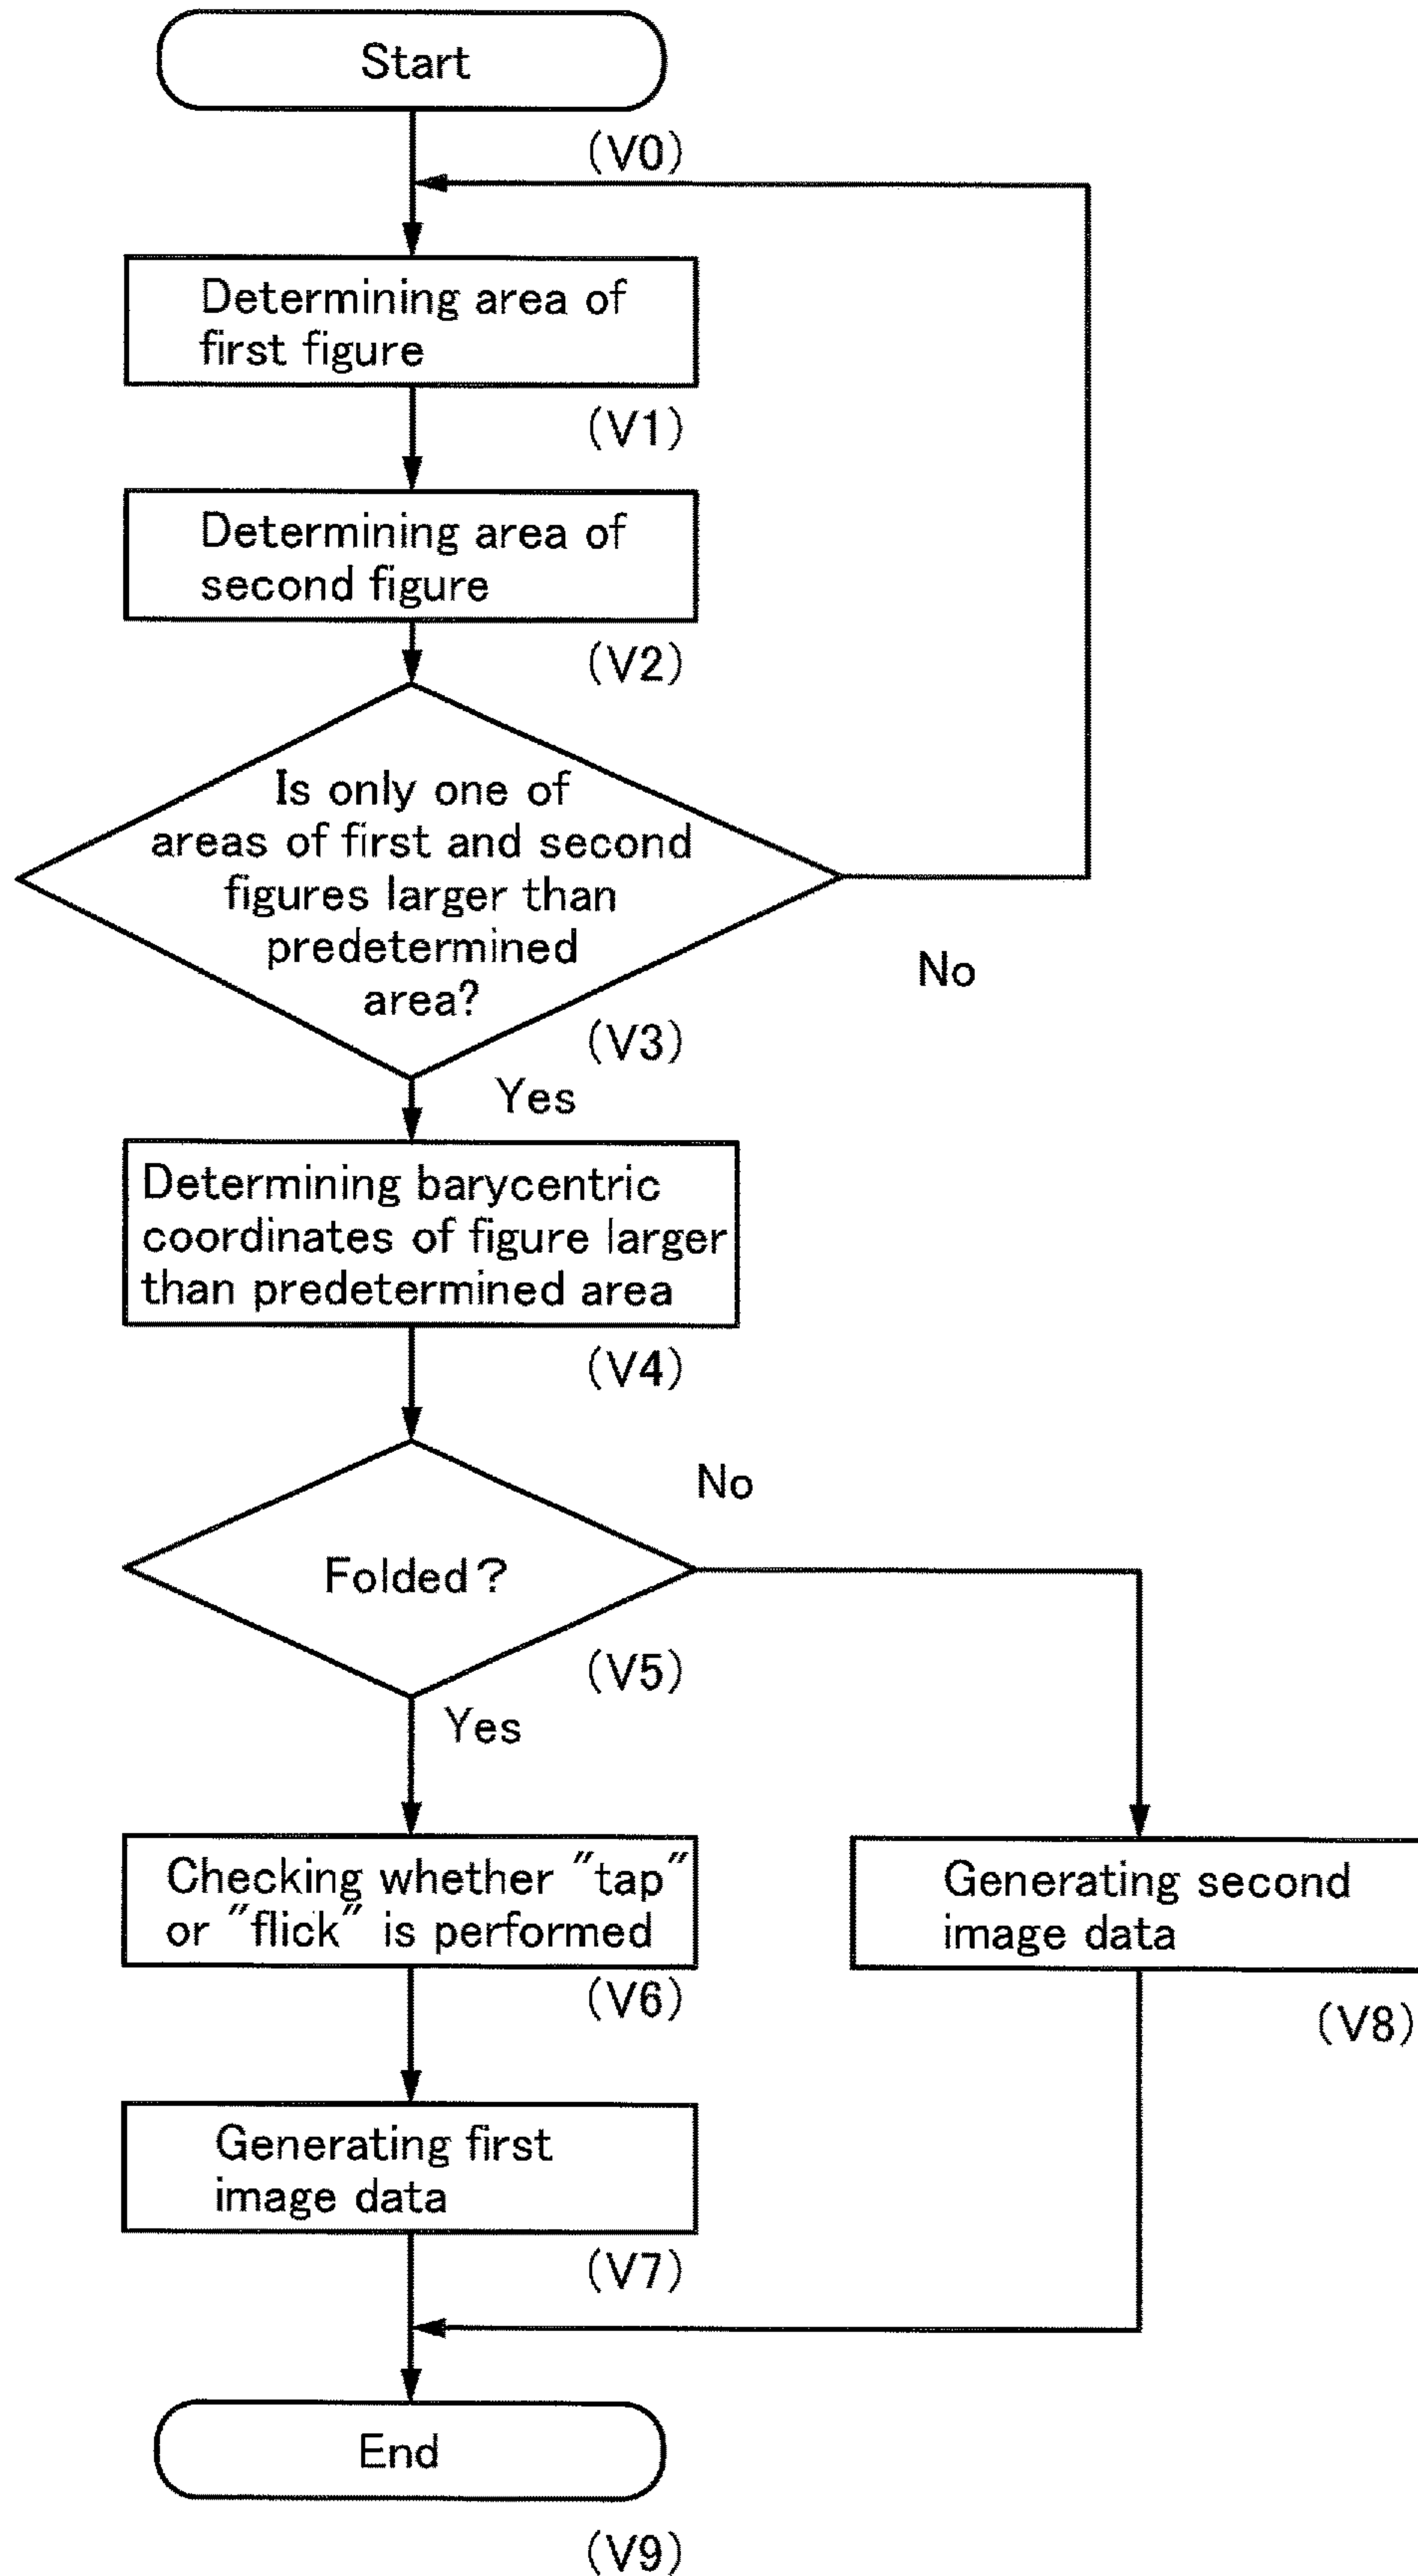 Start
(V0)
Determining area of
first figure
(V1)
Determining area of
second figure
(V2)
Is only one of
areas of first and second
figures larger than
predetermined
area?
No
(V3)
Yes
Determining barycentric
coordinates of figure larger
than predetermined area
(V4)
No
Folded?
(V5)
Yes
Checking whether "tap"
or "flick" is performed
(V6)
Generating second
image data
(V8)
Generating first
image data
(V7)
End
(V9)